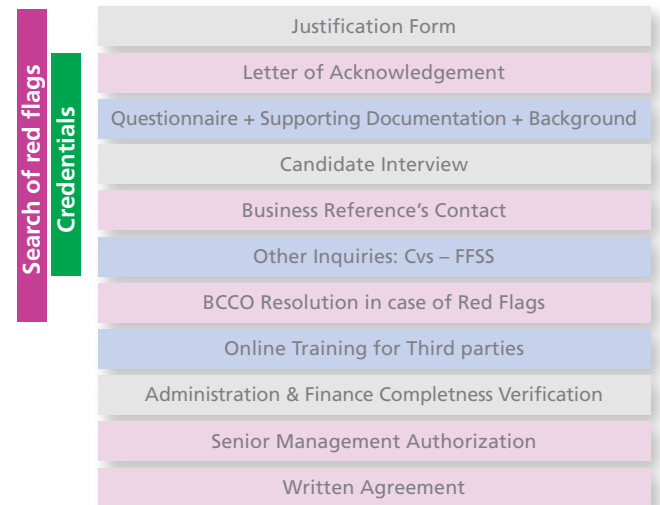 Search of red flags
Credentials
Justification Form
Letter of Acknowledgement
Questionnaire + Supporting Documentation + Background
Candidate Interview
Business Reference's Contact
Other Inquiries: Cvs – FFSS
BCCO Resolution in case of Red Flags
Online Training for Third parties
Administration & Finance Completness Verification
Senior Management Authorization
Written Agreement